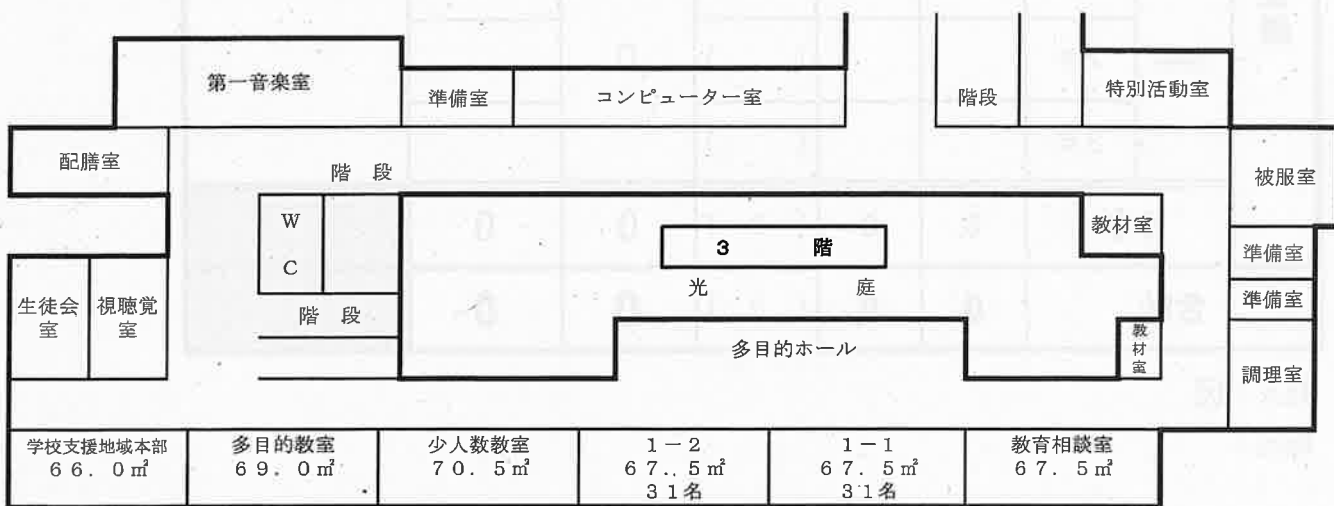 第一音楽室
準備室
コンピューター室
階段
特別活動室
配膳室
階 段
被服室
W
C
教材室
3 階
準備室
光 庭
生徒会
室
視聴覚
室
準備室
階 段
多目的ホール
教
材
室
調理室
学校支援地域本部
66.0㎡
多目的教室
69.0㎡
少人数教室
70.5㎡
1-2
67.5㎡
31名
1-1
67.5㎡
31名
教育相談室
67.5㎡